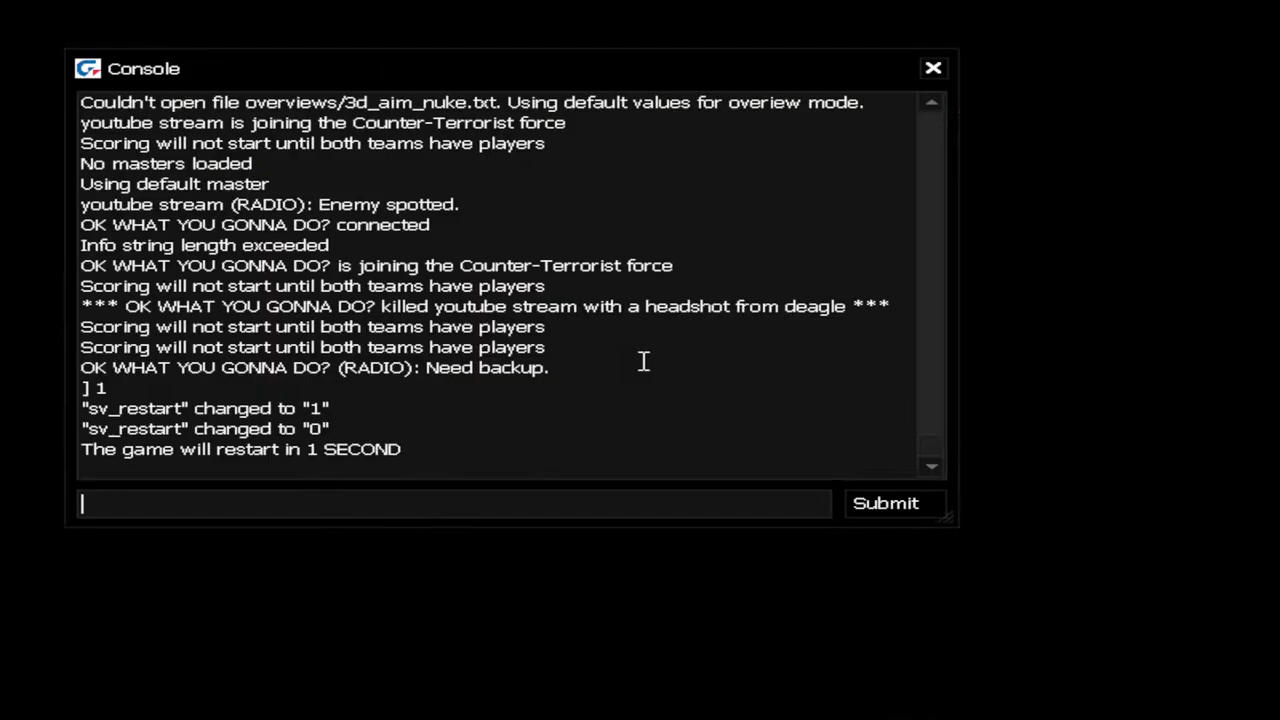 Console
Couldn't open file overviews/3d_aim_nuke.txt. Using default values for overiew mode.
youtube stream is joining the Counter-Terrorist force
Scoring will not start until both teams have players
No masters loaded
Using default master
youtube stream (RADIO): Enemy spotted.
OK WHAT YOU GONNA DO? connected
Info string length exceeded
OK WHAT YOU GONNA DO? is joining the Counter-Terrorist force
Scoring will not start until both teams have players
*** OK WHAT YOU GONNA DO? killed youtube stream with a headshot from deagle ***
Scoring will not start until both teams have players
Scoring will not start until both teams have players
OK WHAT YOU GONNA DO? (RADIO): Need backup.
] 1
"sv_restart" changed to "1"
"sv_restart" changed to "0"
The game will restart in 1 SECOND
Submit